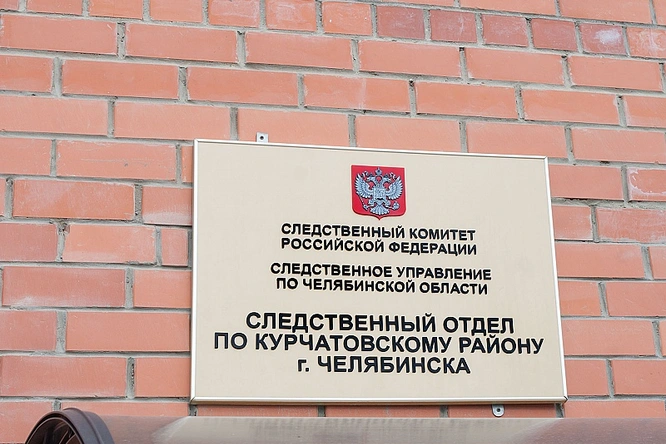 СЛЕДСТВЕННЫЙ КОМИТЕТ
РОССИЙСКОЙ ФЕДЕРАЦИИ
СЛЕДСТВЕННОЕ УПРАВЛЕНИЕ
ПО ЧЕЛЯБИНСКОЙ ОБЛАСТИ
СЛЕДСТВЕННЫЙ ОТДЕЛ
ПО КУРЧАТОВСКОМУ РАЙОНУ
г. ЧЕЛЯБИНСКА